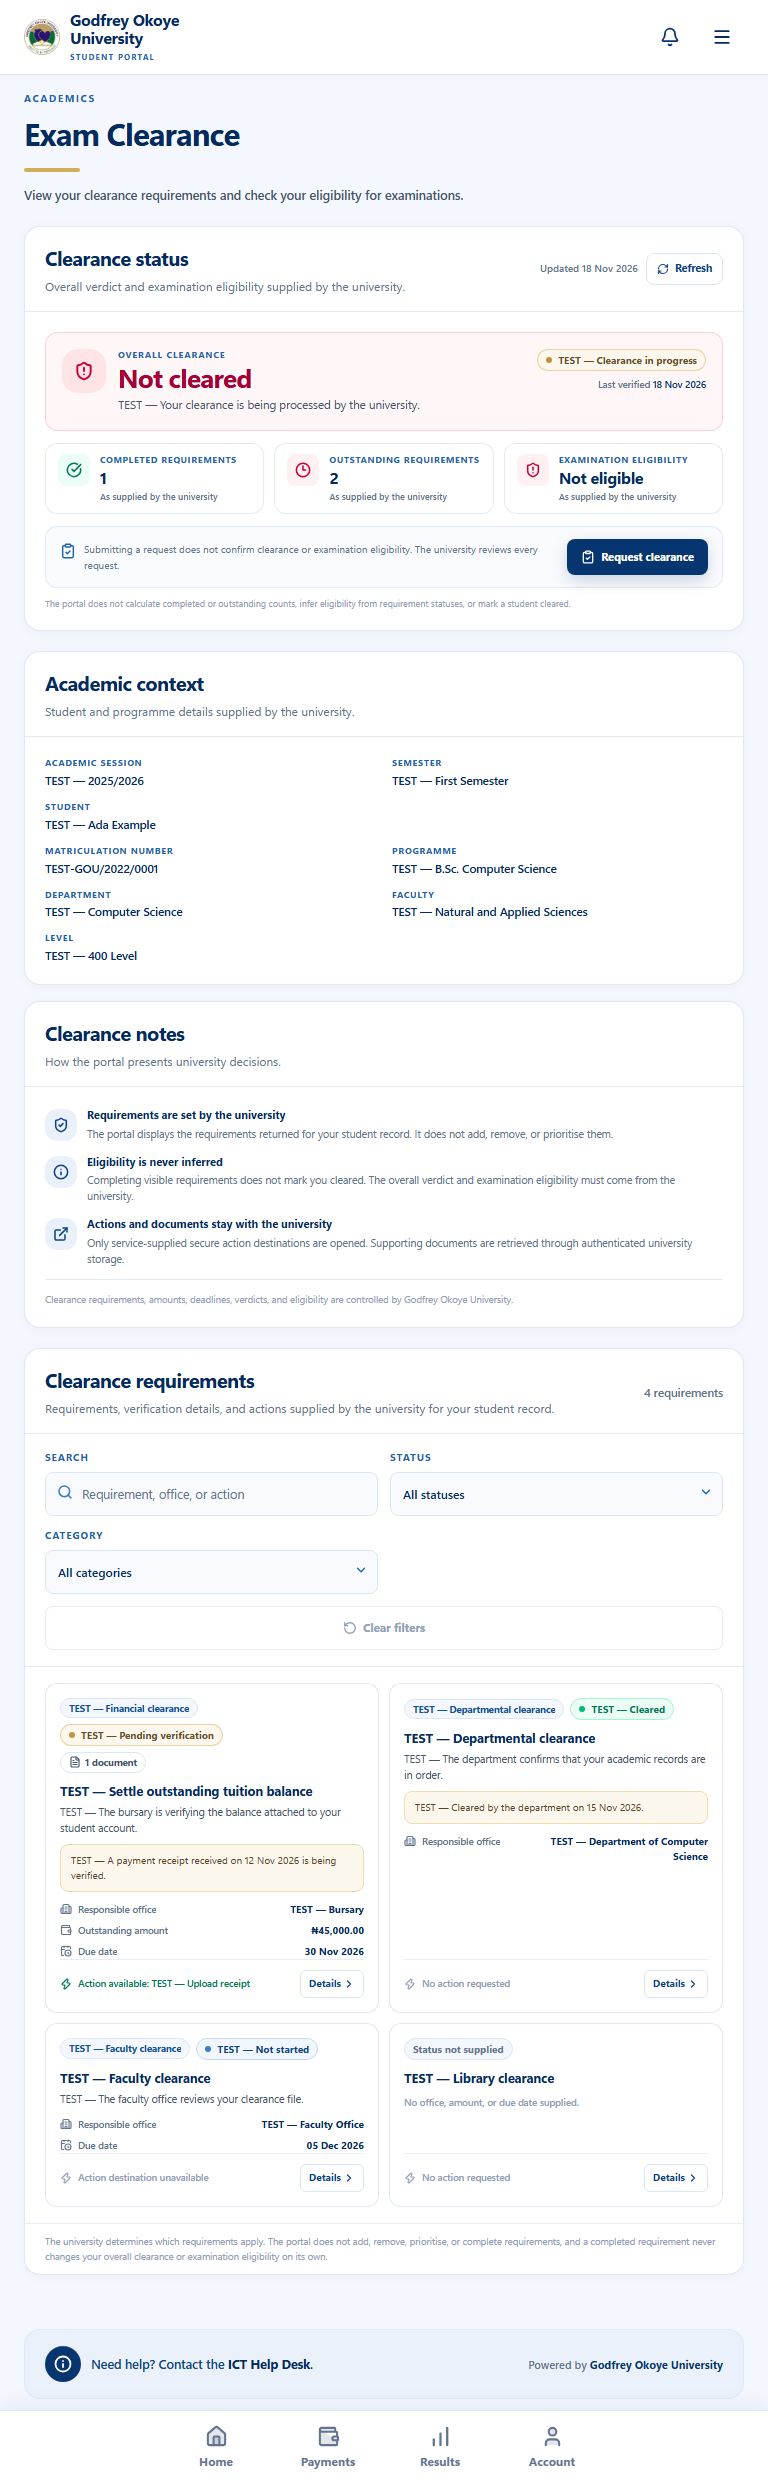 Godfrey Okoye
University
STUDENT PORTAL
ACADEMICS
Exam Clearance
View your clearance requirements and check your eligibility for examinations.
Clearance status
Overall verdict and examination eligibility supplied by the university.
Updated 18 Nov 2026
Refresh
OVERALL CLEARANCE
Not cleared
TEST — Your clearance is being processed by the university.
TEST — Clearance in progress
Last verified 18 Nov 2026
COMPLETED REQUIREMENTS
1
As supplied by the university
OUTSTANDING REQUIREMENTS
2
As supplied by the university
EXAMINATION ELIGIBILITY
Not eligible
As supplied by the university
Submitting a request does not confirm clearance or examination eligibility. The university reviews every
request.
Request clearance
The portal does not calculate completed or outstanding counts, infer eligibility from requirement statuses, or mark a student cleared.
Academic context
Student and programme details supplied by the university.
ACADEMIC SESSION
TEST — 2025/2026
SEMESTER
TEST — First Semester
STUDENT
TEST — Ada Example
MATRICULATION NUMBER
TEST-GOU/2022/0001
PROGRAMME
TEST — B.Sc. Computer Science
DEPARTMENT
TEST — Computer Science
FACULTY
TEST — Natural and Applied Sciences
LEVEL
TEST — 400 Level
Clearance notes
How the portal presents university decisions.
Requirements are set by the university
The portal displays the requirements returned for your student record. It does not add, remove, or prioritise them.
Eligibility is never inferred
Completing visible requirements does not mark you cleared. The overall verdict and examination eligibility must come from the
university.
Actions and documents stay with the university
Only service-supplied secure action destinations are opened. Supporting documents are retrieved through authenticated university
storage.
Clearance requirements, amounts, deadlines, verdicts, and eligibility are controlled by Godfrey Okoye University.
Clearance requirements
Requirements, verification details, and actions supplied by the university for your student record.
4 requirements
SEARCH
Requirement, office, or action
STATUS
All statuses
CATEGORY
All categories
Clear filters
TEST — Financial clearance
TEST — Pending verification
1 document
TEST — Settle outstanding tuition balance
TEST — The bursary is verifying the balance attached to your
student account.
TEST — A payment receipt received on 12 Nov 2026 is being
verified.
Responsible office
TEST — Bursary
Outstanding amount
₦45,000.00
Due date
30 Nov 2026
Action available: TEST — Upload receipt
Details
TEST — Departmental clearance
TEST — Cleared
TEST — Departmental clearance
TEST — The department confirms that your academic records are
in order.
TEST — Cleared by the department on 15 Nov 2026.
Responsible office
TEST — Department of Computer
Science
No action requested
Details
TEST — Faculty clearance
TEST — Not started
TEST — Faculty clearance
TEST — The faculty office reviews your clearance file.
Responsible office
TEST — Faculty Office
Due date
05 Dec 2026
Action destination unavailable
Details
Status not supplied
TEST — Library clearance
No office, amount, or due date supplied.
No action requested
Details
The university determines which requirements apply. The portal does not add, remove, prioritise, or complete requirements, and a completed requirement never
changes your overall clearance or examination eligibility on its own.
Need help? Contact the ICT Help Desk.
Powered by Godfrey Okoye University
Home
Payments
Results
Account